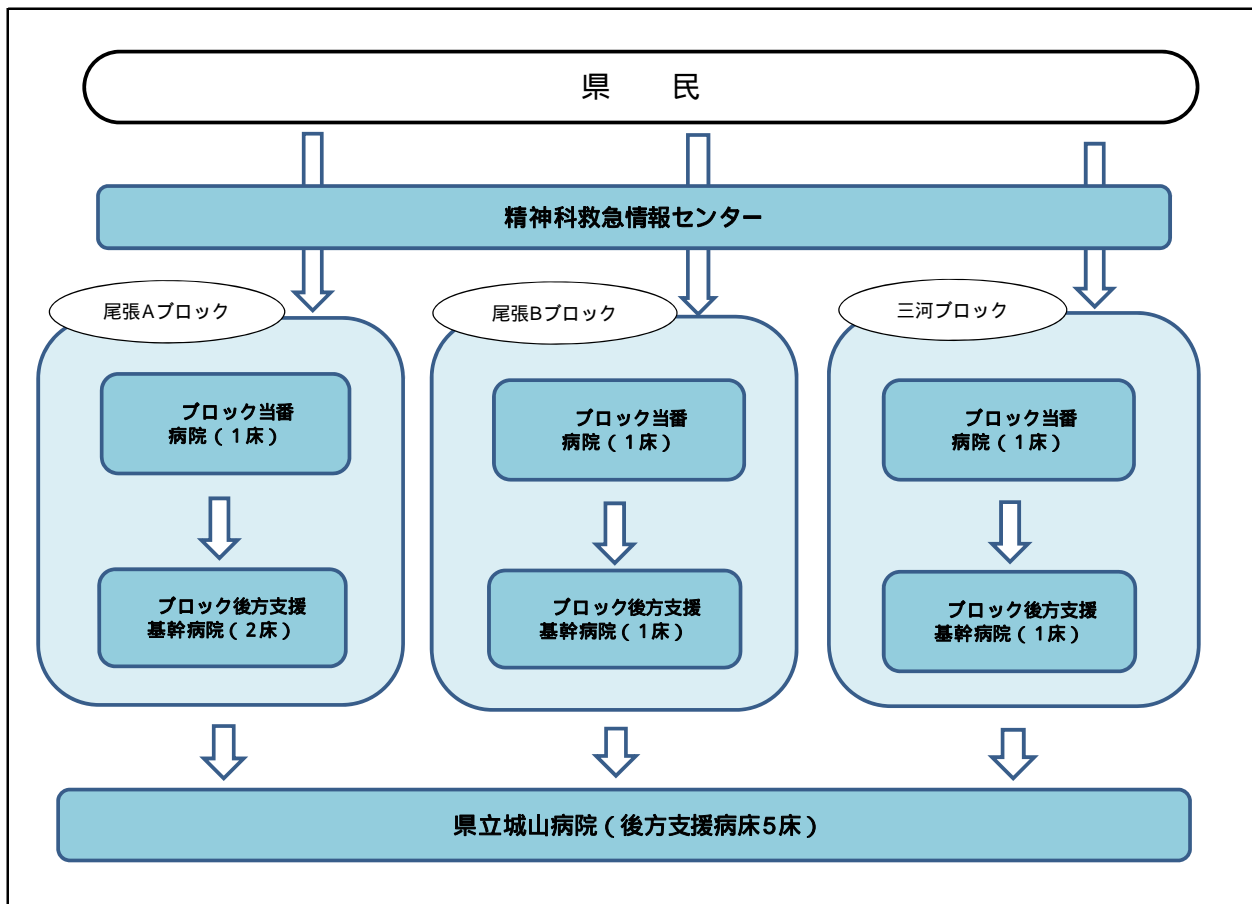 県　　民
精神科救急情報センター
尾張Aブロック
ブロック当番
病院（１床）
ブロック後方支援
基幹病院（２床）
尾張Bブロック
ブロック当番
病院（１床）
ブロック後方支援
基幹病院（１床）
三河ブロック
ブロック当番
病院（１床）
ブロック後方支援
基幹病院（１床）
県立城山病院（後方支援病床5床）